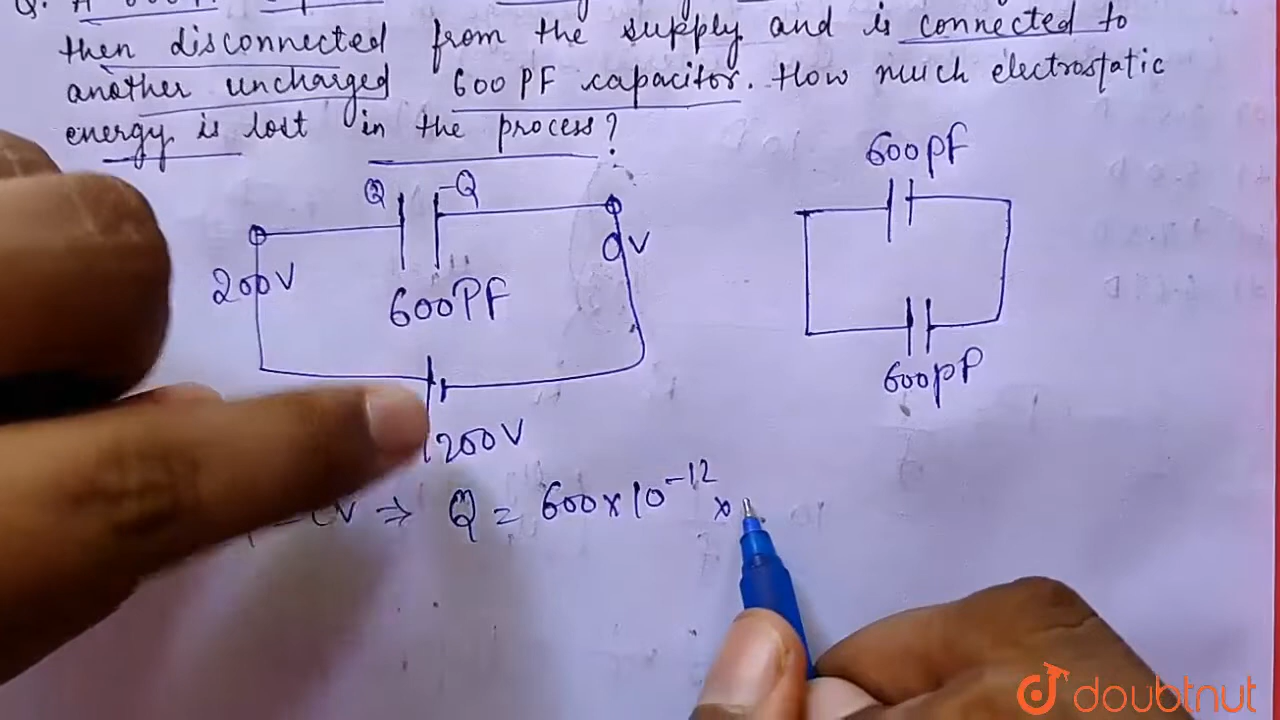 then disconnected from the supply and is connected to
another uncharged 600 PF capacitor. How much electrostatic
energy is lost in the process?
Q -Q
200V
0V
600PF
200V
600pF
600pF
CV ⇒ Q = 600×10⁻¹² ×
doubtnut